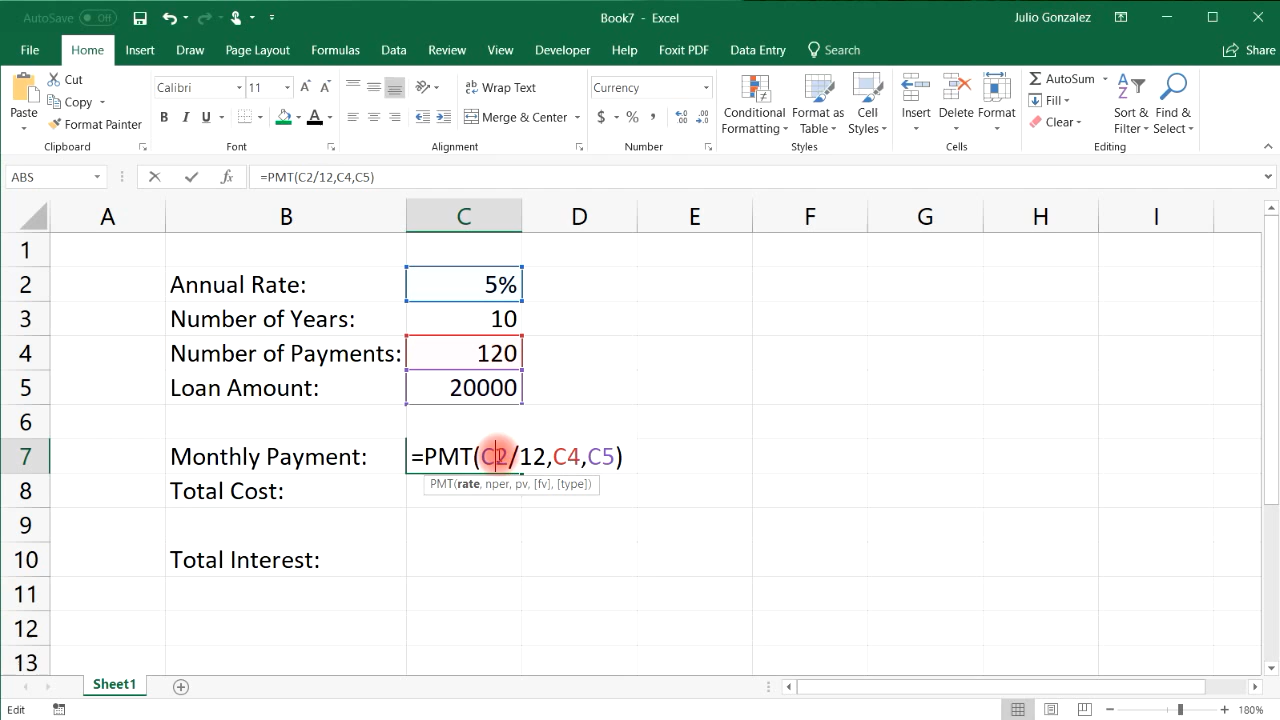 AutoSave Off Book7 - Excel Julio Gonzalez
File Home Insert Draw Page Layout Formulas Data Review View Developer Help Foxit PDF Data Entry Search Share
Paste Cut Copy Format Painter Clipboard
Calibri 11 A A B I U A Font
Wrap Text Merge & Center Alignment
Currency $ % , Number
Conditional Formatting Format as Table Cell Styles Styles
Insert Delete Format Cells
AutoSum Fill Clear Sort & Filter Find & Select Editing
ABS fx =PMT(C2/12,C4,C5)
A B C D E F G H I
1
2 Annual Rate: 5%
3 Number of Years: 10
4 Number of Payments: 120
5 Loan Amount: 20000
6
7 Monthly Payment: =PMT(C2/12,C4,C5)
PMT(rate, nper, pv, [fv], [type])
8 Total Cost:
9
10 Total Interest:
11
12
13
Sheet1
Edit 180%